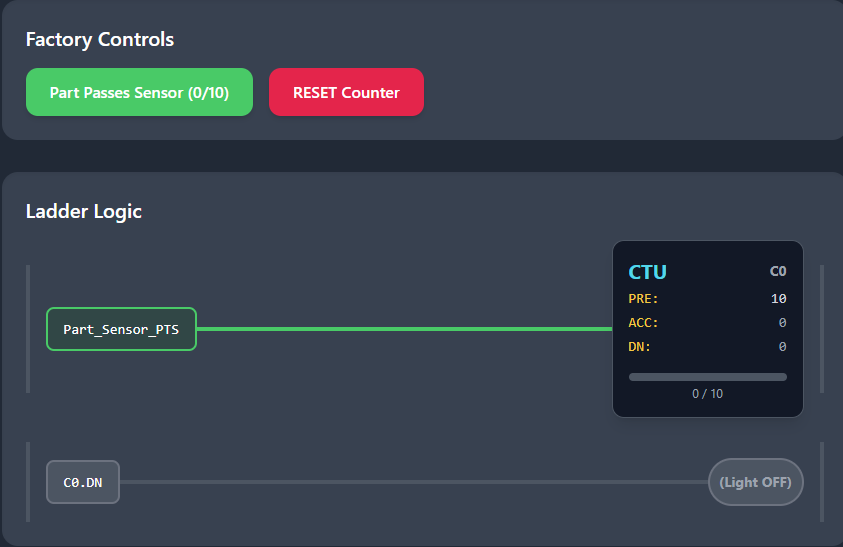 Factory Controls
Part Passes Sensor (0/10)
RESET Counter
Ladder Logic
CTU
C0
PRE:
10
Part_Sensor_PTS
ACC:
0
DN:
0
0 / 10
C0.DN
(Light OFF)